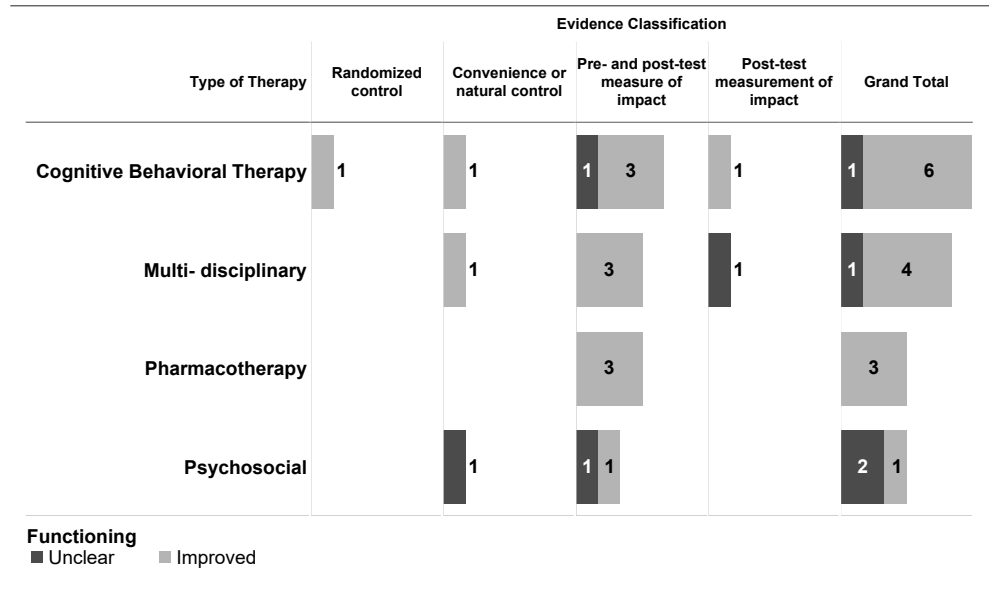 Evidence Classification
Type of Therapy
Randomized
control
Convenience or
natural control
Pre- and post-test
measure of
impact
Post-test
measurement of
impact
Grand Total
Cognitive Behavioral Therapy 1 1 1 3 1 1 6
Multi- disciplinary 1 3 1 1 4
Pharmacotherapy 3 3
Psychosocial 1 1 1 2 1
Functioning
Unclear Improved